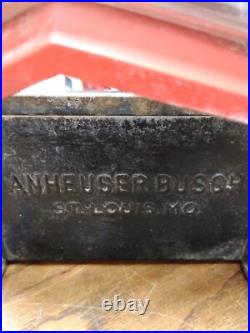 ANHEUSER BUSCH
ST. LOUIS, MO.